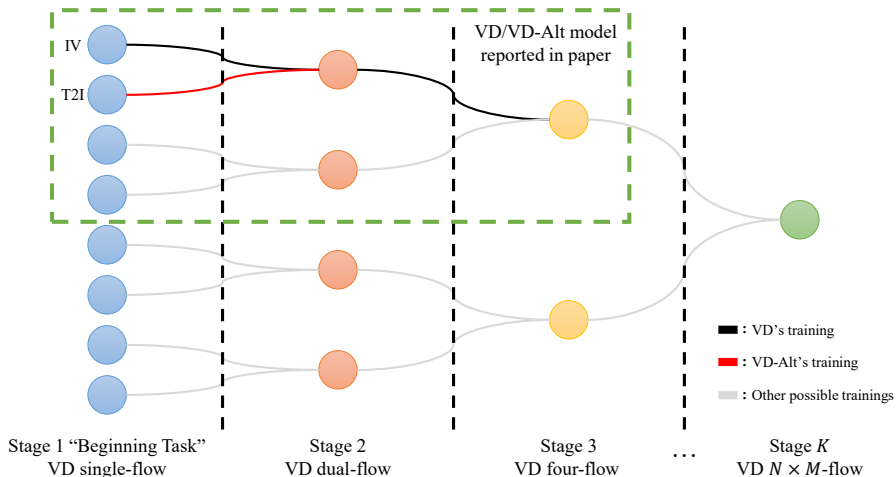 IV
T2I
VD/VD-Alt model
reported in paper
: VD's training
: VD-Alt's training
: Other possible trainings
Stage 1 “Beginning Task”
VD single-flow
Stage 2
VD dual-flow
Stage 3
VD four-flow
...
Stage K
VD N × M-flow